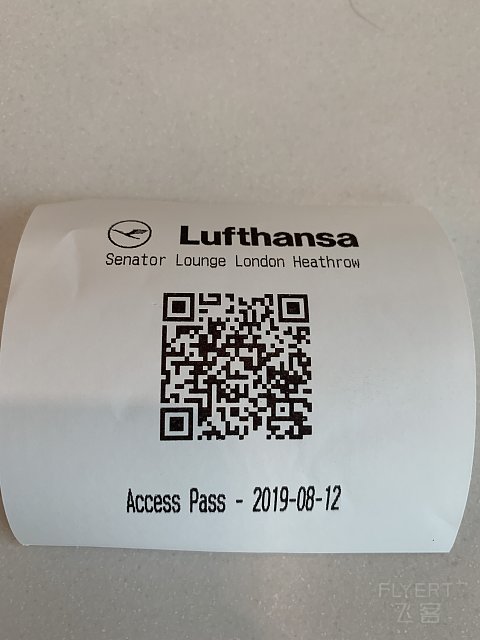 Lufthansa
Senator Lounge London Heathrow
Access Pass - 2019-08-12
FLYERT
飞客